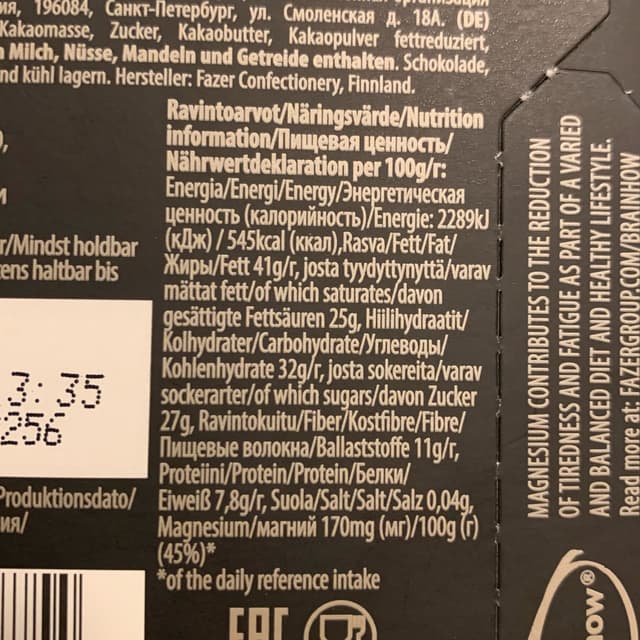 ия, 196084, Санкт-Петербург, ул. Смоленская д. 18А. (DE)
Kakaomasse, Zucker, Kakaobutter, Kakaopulver fettreduziert,
n Milch, Nüsse, Mandeln und Getreide enthalten. Schokolade,
nd kühl lagern. Hersteller: Fazer Confectionery, Finnland.
Ravintoarvot/Näringsvärde/Nutrition
information/Пищевая ценность/
Nährwertdeklaration per 100g/г:
Energia/Energi/Energy/Энергетическая
ценность (калорийность)/Energie: 2289kJ
(кДж) / 545kcal (ккал),Rasva/Fett/Fat/
Жиры/Fett 41g/г, josta tyydyttynyttä/varav
mättat fett/of which saturates/davon
gesättigte Fettsäuren 25g, Hiilihydraatit/
Kolhydrater/Carbohydrate/Углеводы/
Kohlenhydrate 32g/г, josta sokereita/varav
sockerarter/of which sugars/davon Zucker
27g, Ravintokuitu/Fiber/Kostfibre/Fibre/
Пищевые волокна/Ballaststoffe 11g/г,
Proteiini/Protein/Protein/Белки/
Eiweiß 7,8g/г, Suola/Salt/Salt/Salz 0,04g,
Magnesium/магний 170mg (мг)/100g (г)
(45%)*
*of the daily reference intake
EAC
r/Mindst holdbar
tens haltbar bis
3:35
256
Produktionsdato/
ия/
MAGNESIUM CONTRIBUTES TO THE REDUCTION
OF TIREDNESS AND FATIGUE AS PART OF A VARIED
AND BALANCED DIET AND HEALTHY LIFESTYLE.
Read more at: FAZERGROUP.COM/BRAINHOW
OW®